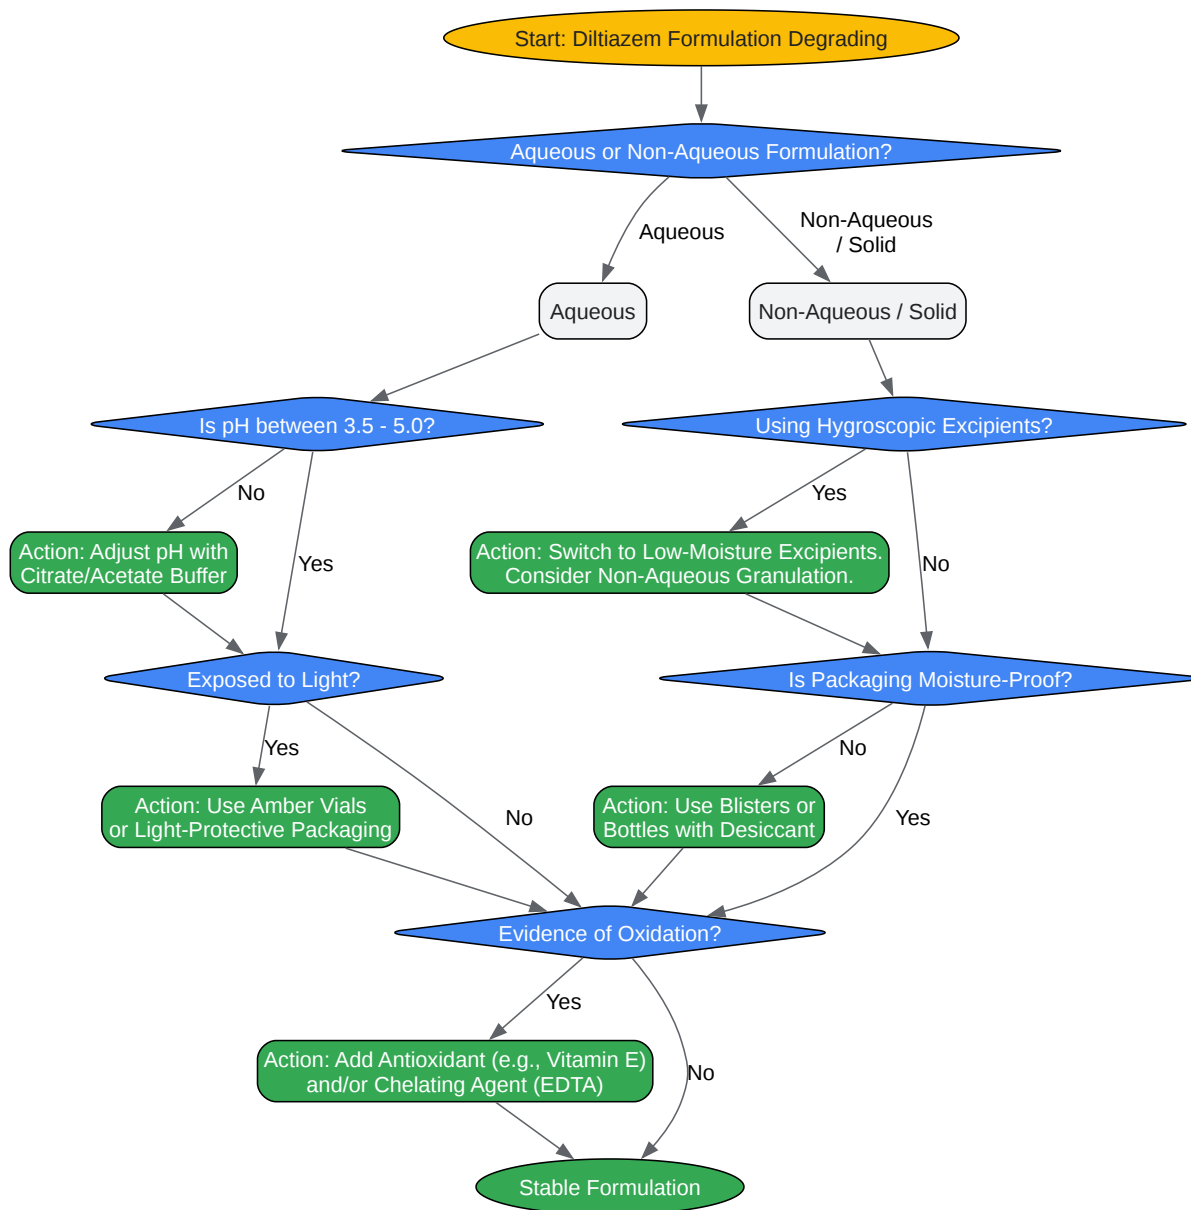 Start: Diltiazem Formulation Degrading
Aqueous or Non-Aqueous Formulation?
Aqueous
Non-Aqueous
/ Solid
Aqueous
Non-Aqueous / Solid
Is pH between 3.5 - 5.0?
Using Hygroscopic Excipients?
No
Yes
Action: Adjust pH with
Citrate/Acetate Buffer
Yes
Action: Switch to Low-Moisture Excipients.
Consider Non-Aqueous Granulation.
No
Exposed to Light?
Is Packaging Moisture-Proof?
Yes
No
Action: Use Amber Vials
or Light-Protective Packaging
No
Action: Use Blisters or
Bottles with Desiccant
Yes
Evidence of Oxidation?
Yes
Action: Add Antioxidant (e.g., Vitamin E)
and/or Chelating Agent (EDTA)
No
Stable Formulation